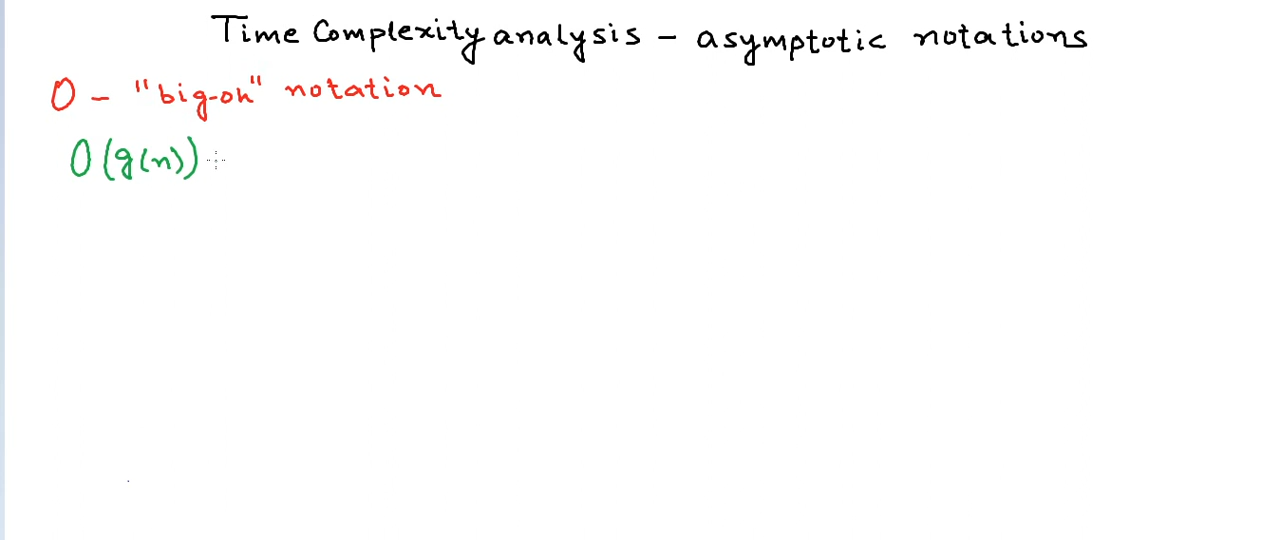 Time Complexity analysis - asymptotic notations
O - "big-oh" notation
O(g(n))